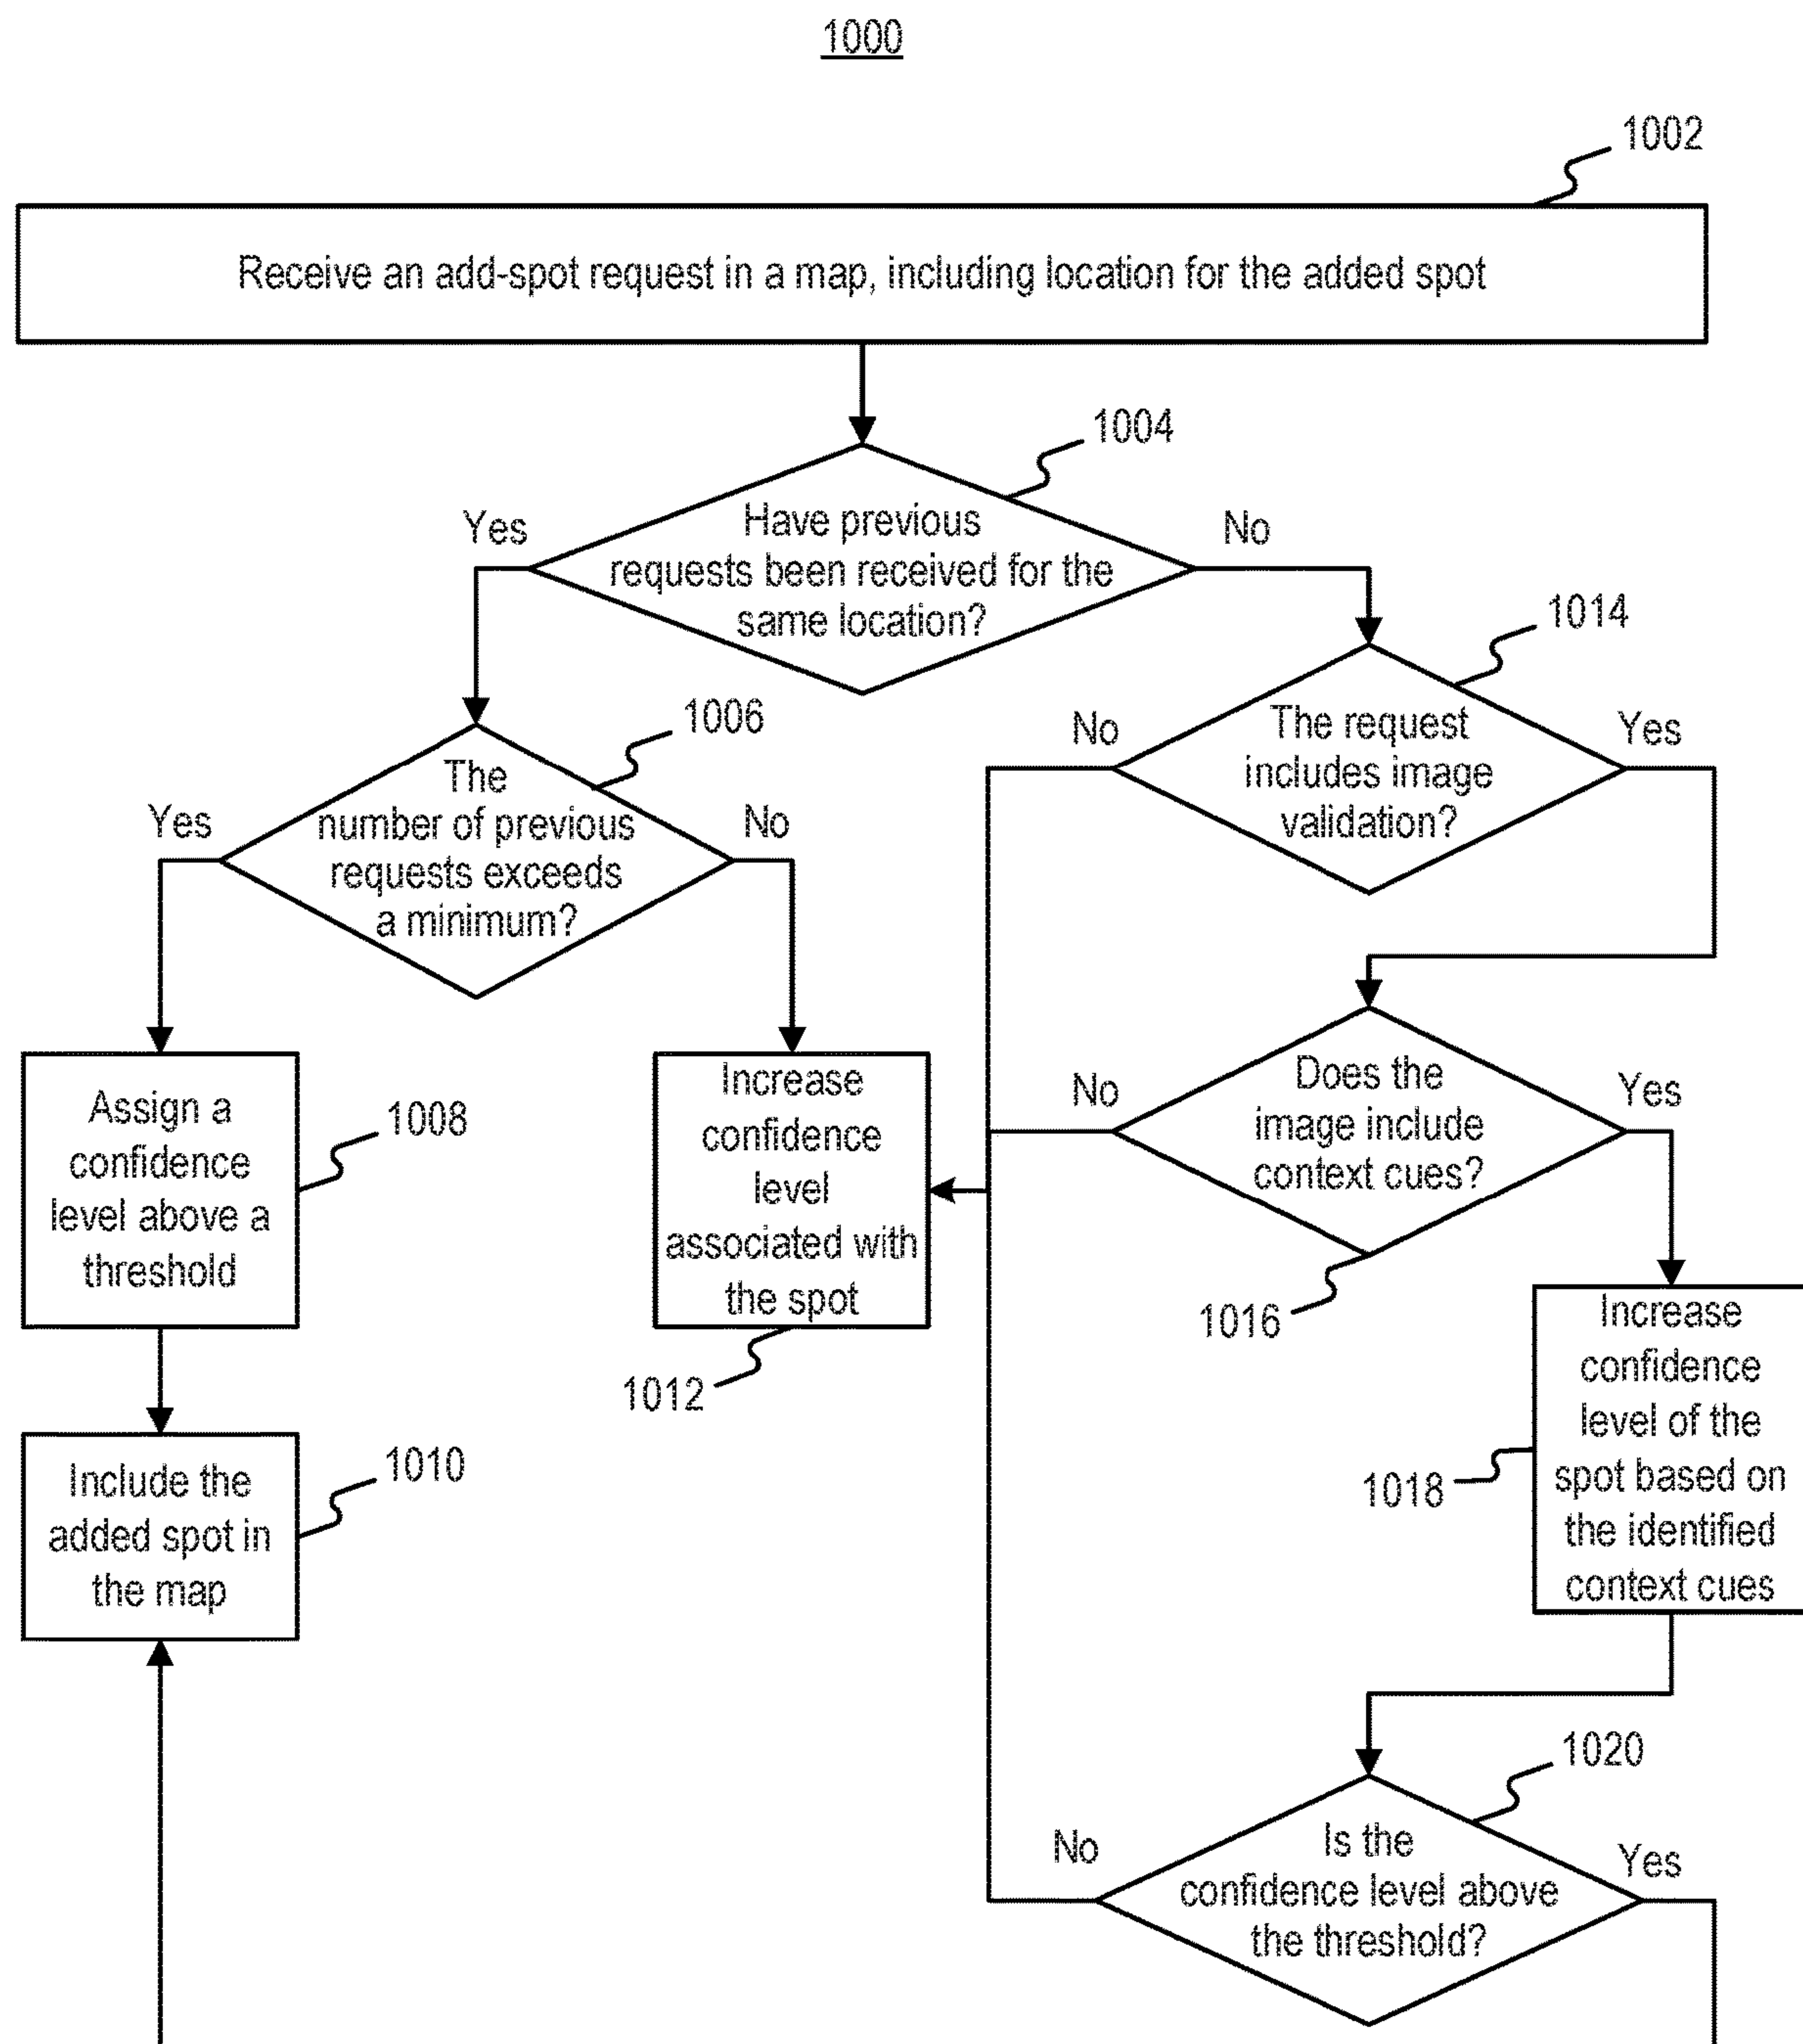 1000
1002
Receive an add-spot request in a map, including location for the added spot
1004
Yes
Have previous
requests been received for the
same location?
No
1014
1006
The request
includes image
validation?
No
Yes
The
number of previous
requests exceeds
a minimum?
Yes
No
Assign a
confidence
level above a
threshold
1008
Increase
confidence
level
associated with
the spot
1012
Does the
image include
context cues?
No
Yes
1016
Include the
added spot in
the map
1010
Increase
confidence
level of the
spot based on
the identified
context cues
1018
1020
Is the
confidence level above
the threshold?
No
Yes